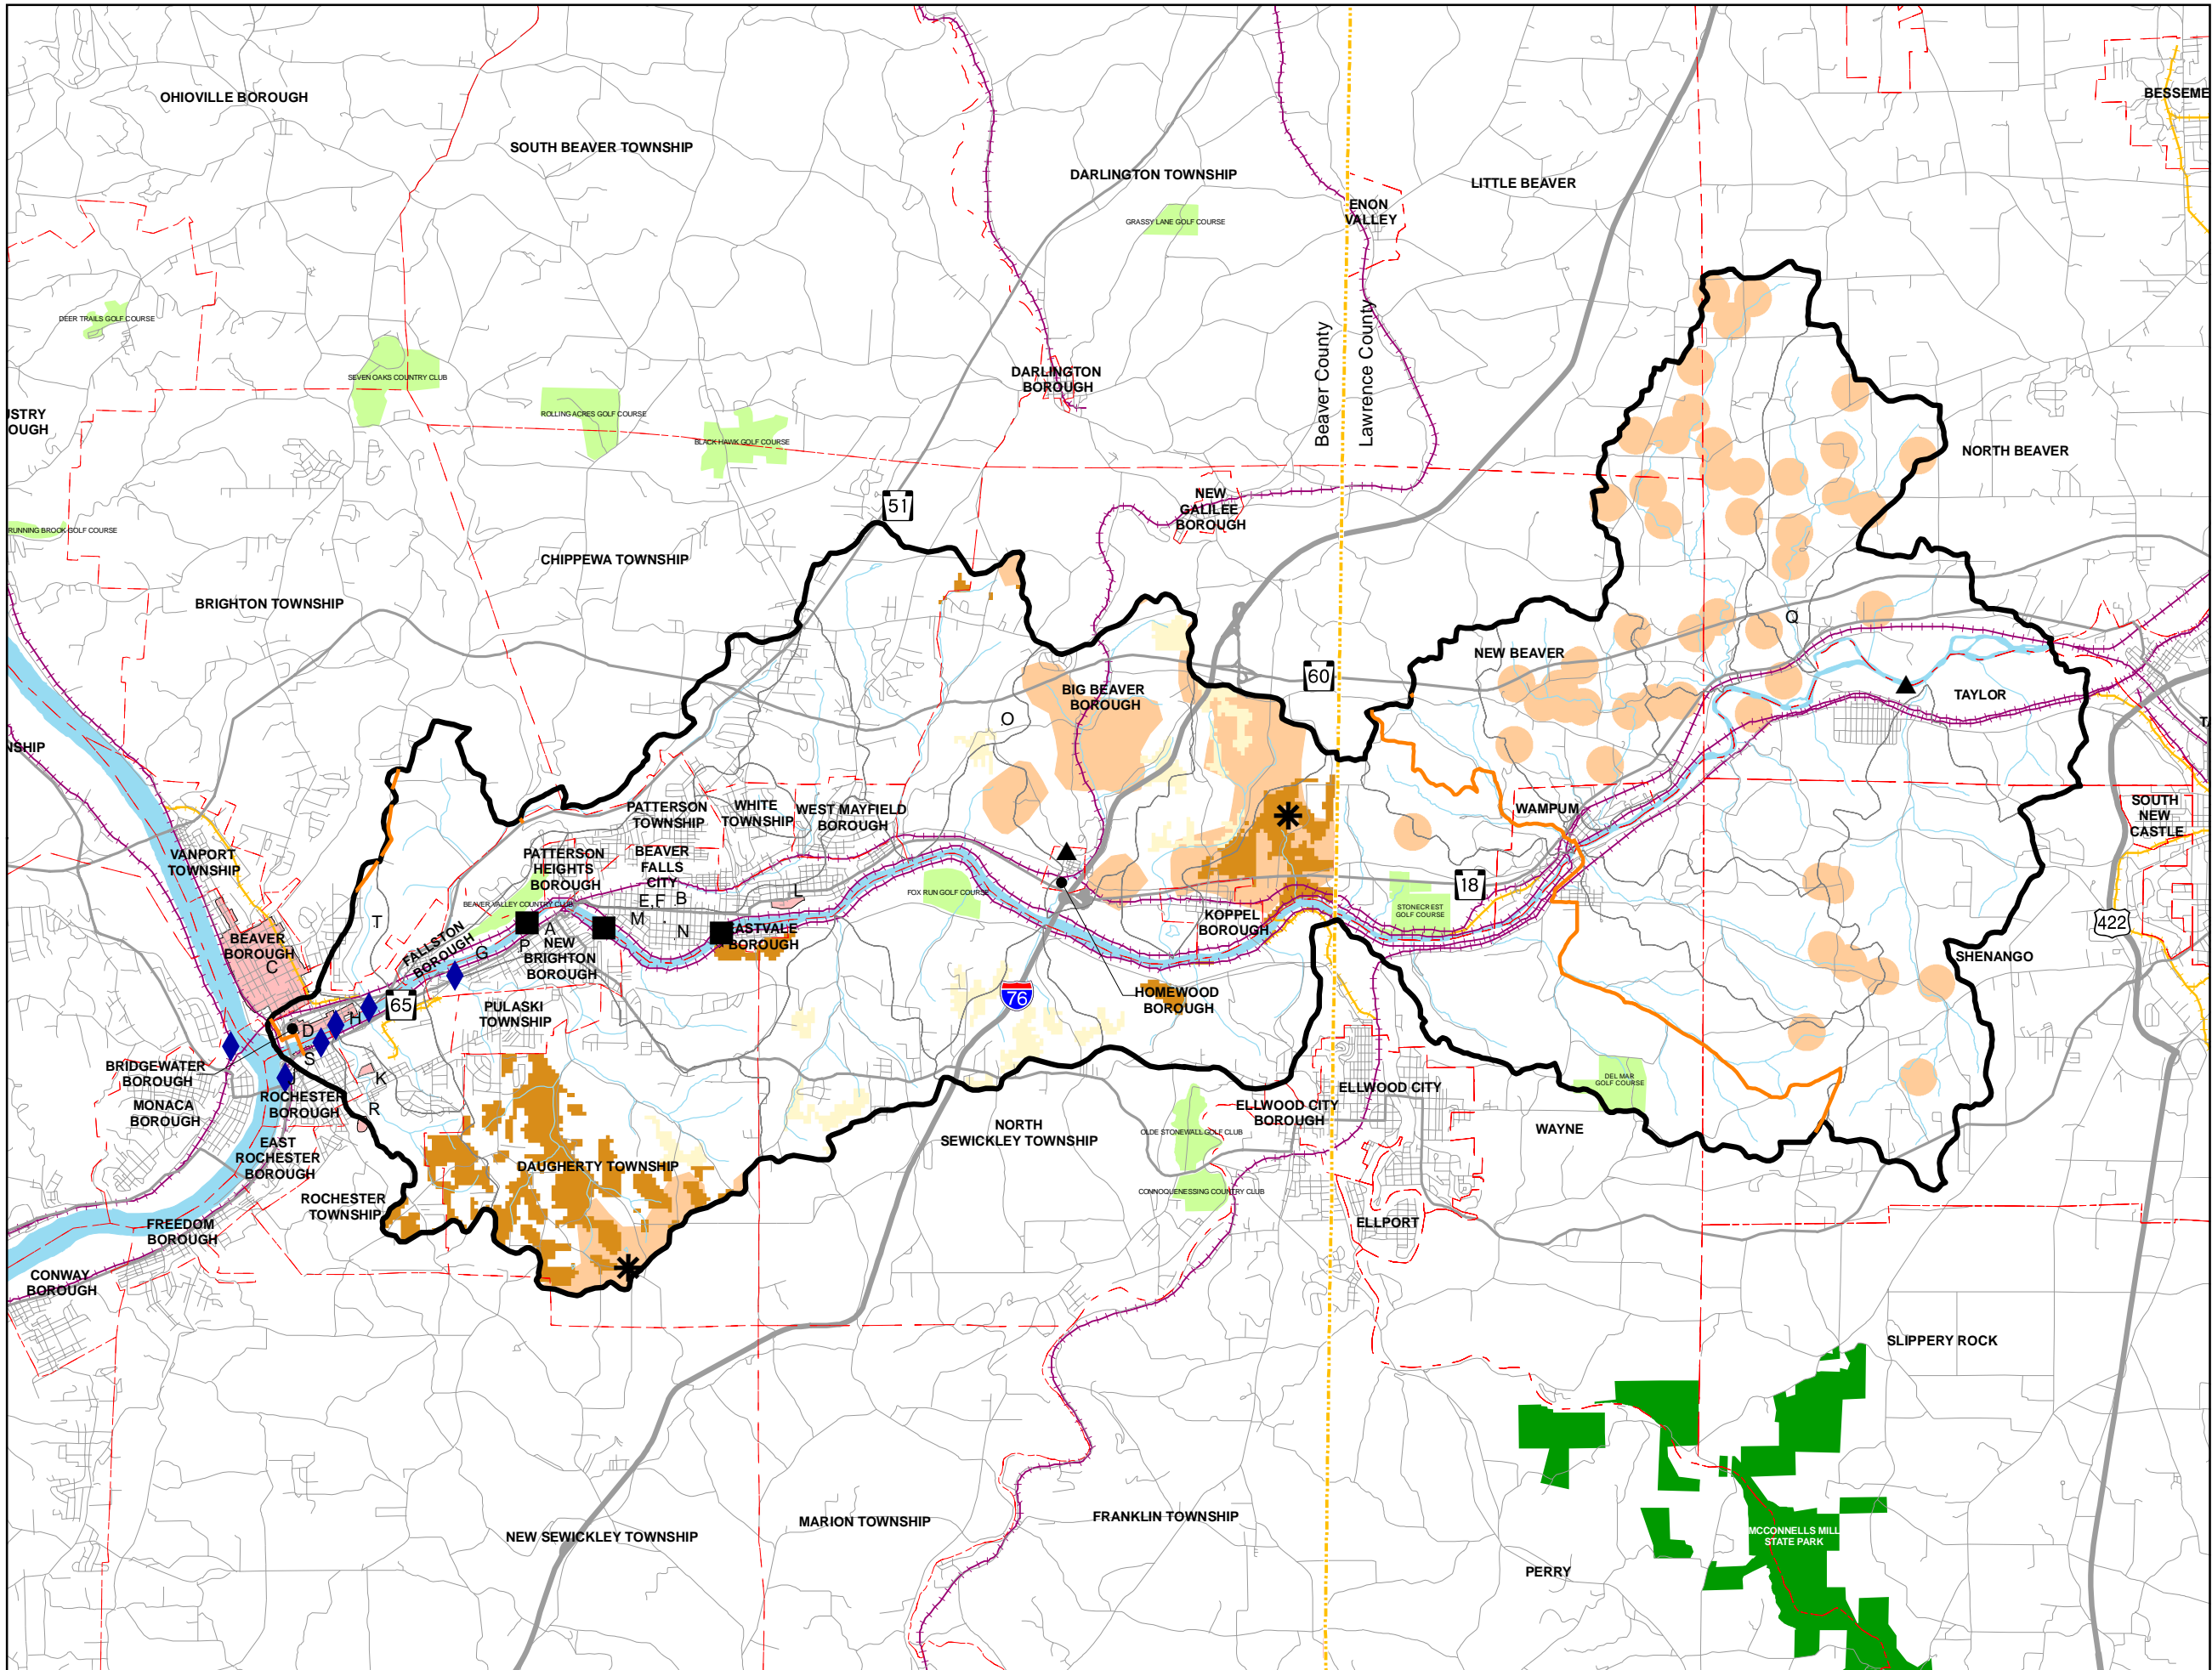 OHIOVILLE BOROUGH
SOUTH BEAVER TOWNSHIP
DARLINGTON TOWNSHIP
GRASSY LANE GOLF COURSE
LITTLE BEAVER
ENON
VALLEY
BESSEME
DEER TRAILS GOLF COURSE
SEVEN OAKS COUNTRY CLUB
ROLLING ACRES GOLF COURSE
BLACK HAWK GOLF COURSE
DARLINGTON
BOROUGH
Beaver County
Lawrence County
USTRY
OUGH
NORTH BEAVER
RUNNING BROOK GOLF COURSE
51
NEW
GALILEE
BOROUGH
CHIPPEWA TOWNSHIP
BRIGHTON TOWNSHIP
Q
NEW BEAVER
60
BIG BEAVER
BOROUGH
O
TAYLOR
TA
NSHIP
PATTERSON
TOWNSHIP
WHITE
TOWNSHIP
WEST MAYFIELD
BOROUGH
WAMPUM
SOUTH
NEW
CASTLE
VANPORT
TOWNSHIP
PATTERSON
HEIGHTS
BOROUGH
BEAVER
FALLS
CITY
E,F
B
L
M
N
FOX RUN GOLF COURSE
18
STONECREST
GOLF COURSE
BEAVER VALLEY COUNTRY CLUB
KOPPEL
BOROUGH
422
T
A
P
G
NEW
BRIGHTON
BOROUGH
EASTVALE
BOROUGH
FALLSTON
BOROUGH
BEAVER
BOROUGH
C
SHENANGO
76
HOMEWOOD
BOROUGH
65
PULASKI
TOWNSHIP
H
D
S
J
K
R
BRIDGEWATER
BOROUGH
MONACA
BOROUGH
ROCHESTER
BOROUGH
DEL MAR
GOLF COURSE
ELLWOOD CITY
ELLWOOD CITY
BOROUGH
NORTH
SEWICKLEY TOWNSHIP
OLDE STONEWALL GOLF CLUB
WAYNE
EAST
ROCHESTER
BOROUGH
DAUGHERTY TOWNSHIP
CONNOQUENESSING COUNTRY CLUB
ROCHESTER
TOWNSHIP
FREEDOM
BOROUGH
ELLPORT
CONWAY
BOROUGH
SLIPPERY ROCK
MARION TOWNSHIP
FRANKLIN TOWNSHIP
NEW SEWICKLEY TOWNSHIP
MCCONNELLS MILL
STATE PARK
PERRY